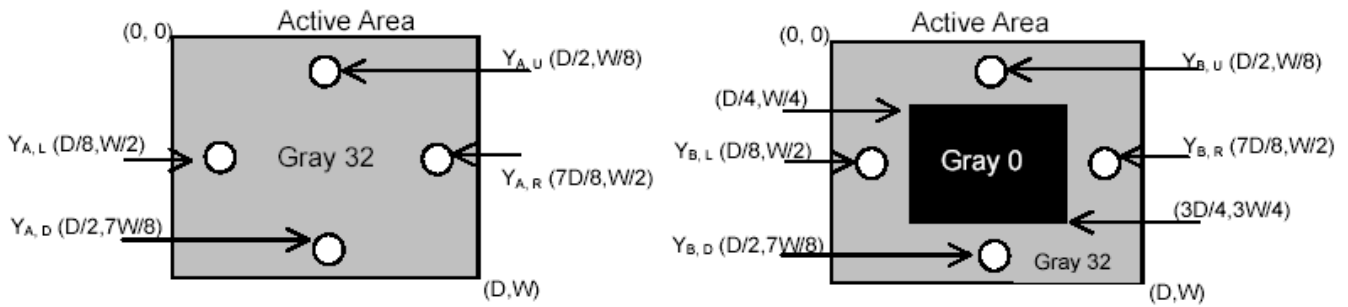 Active Area
(0, 0)
YA, U (D/2,W/8)
YA, L (D/8,W/2)
Gray 32
YA, R (7D/8,W/2)
YA, D (D/2,7W/8)
(D,W)
Active Area
(0, 0)
YB, U (D/2,W/8)
(D/4,W/4)
YB, L (D/8,W/2)
Gray 0
YB, R (7D/8,W/2)
(3D/4,3W/4)
YB, D (D/2,7W/8)
Gray 32
(D,W)